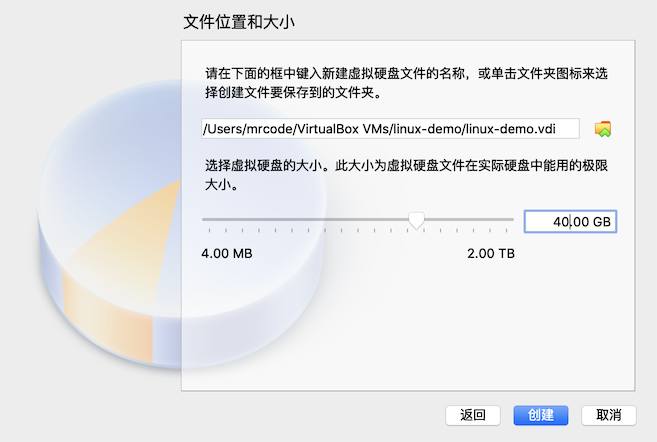 文件位置和大小
请在下面的框中键入新建虚拟硬盘文件的名称，或单击文件夹图标来选
择创建文件要保存到的文件夹。
/Users/mrcode/VirtualBox VMs/linux-demo/linux-demo.vdi
选择虚拟硬盘的大小。此大小为虚拟硬盘文件在实际硬盘中能用的极限
大小。
40.00 GB
4.00 MB 2.00 TB
返回 创建 取消